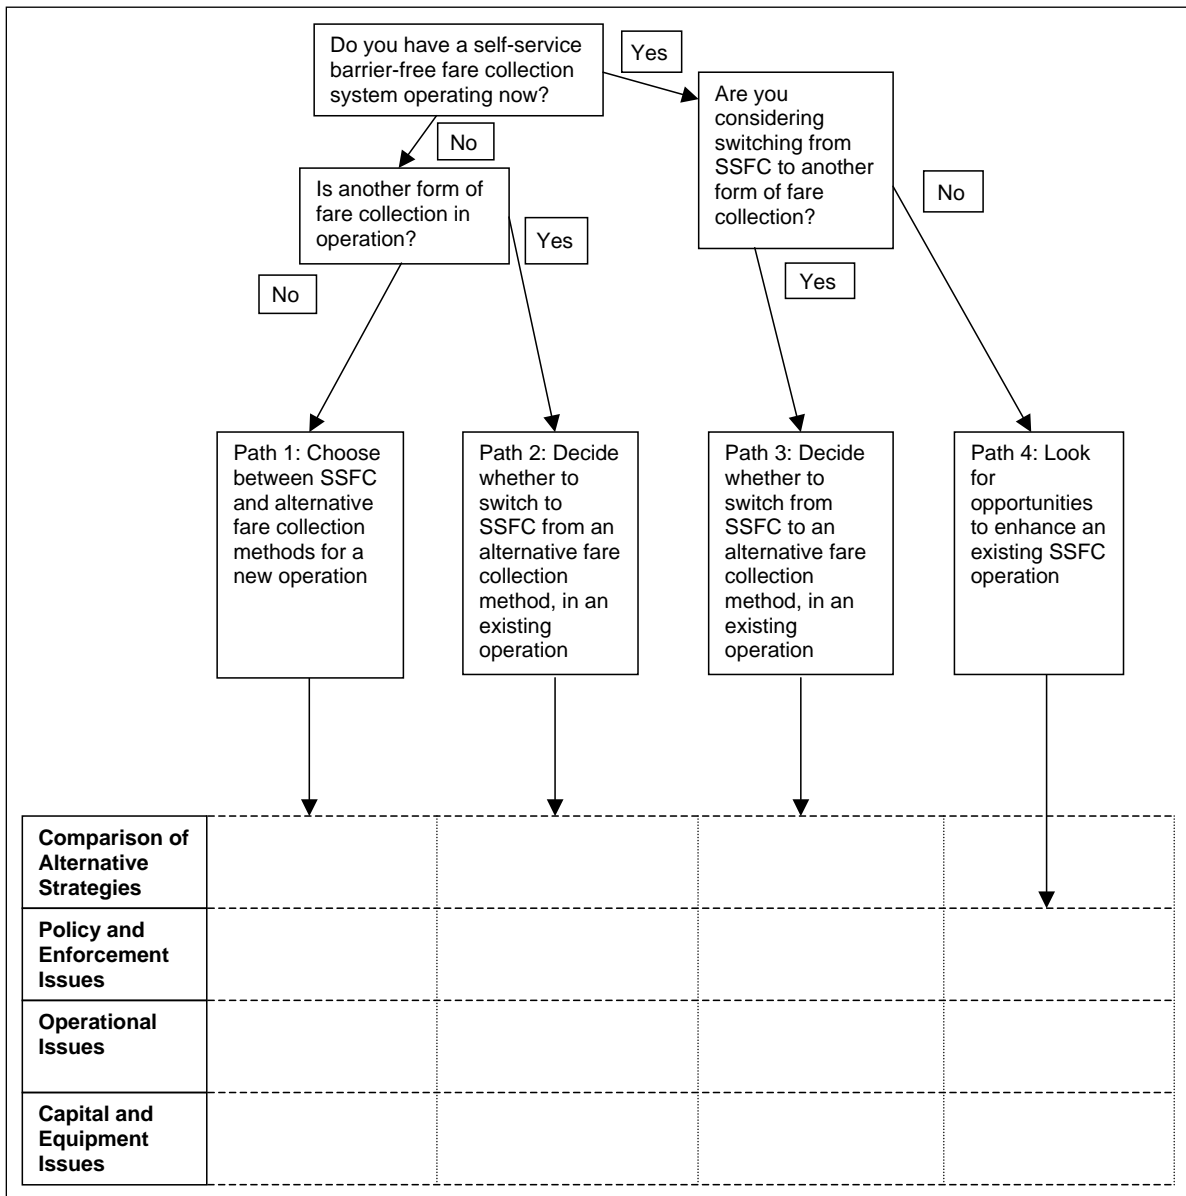 Do you have a self-service
barrier-free fare collection
system operating now?
Yes
Are you
considering
switching from
SSFC to another
form of fare
collection?
No
Is another form of
fare collection in
operation?
No
Yes
No
Yes
Path 1: Choose
between SSFC
and alternative
fare collection
methods for a
new operation
Path 2: Decide
whether to
switch to
SSFC from an
alternative fare
collection
method, in an
existing
operation
Path 3: Decide
whether to
switch from
SSFC to an
alternative fare
collection
method, in an
existing
operation
Path 4: Look
for
opportunities
to enhance an
existing SSFC
operation
Comparison of
Alternative
Strategies
Policy and
Enforcement
Issues
Operational
Issues
Capital and
Equipment
Issues